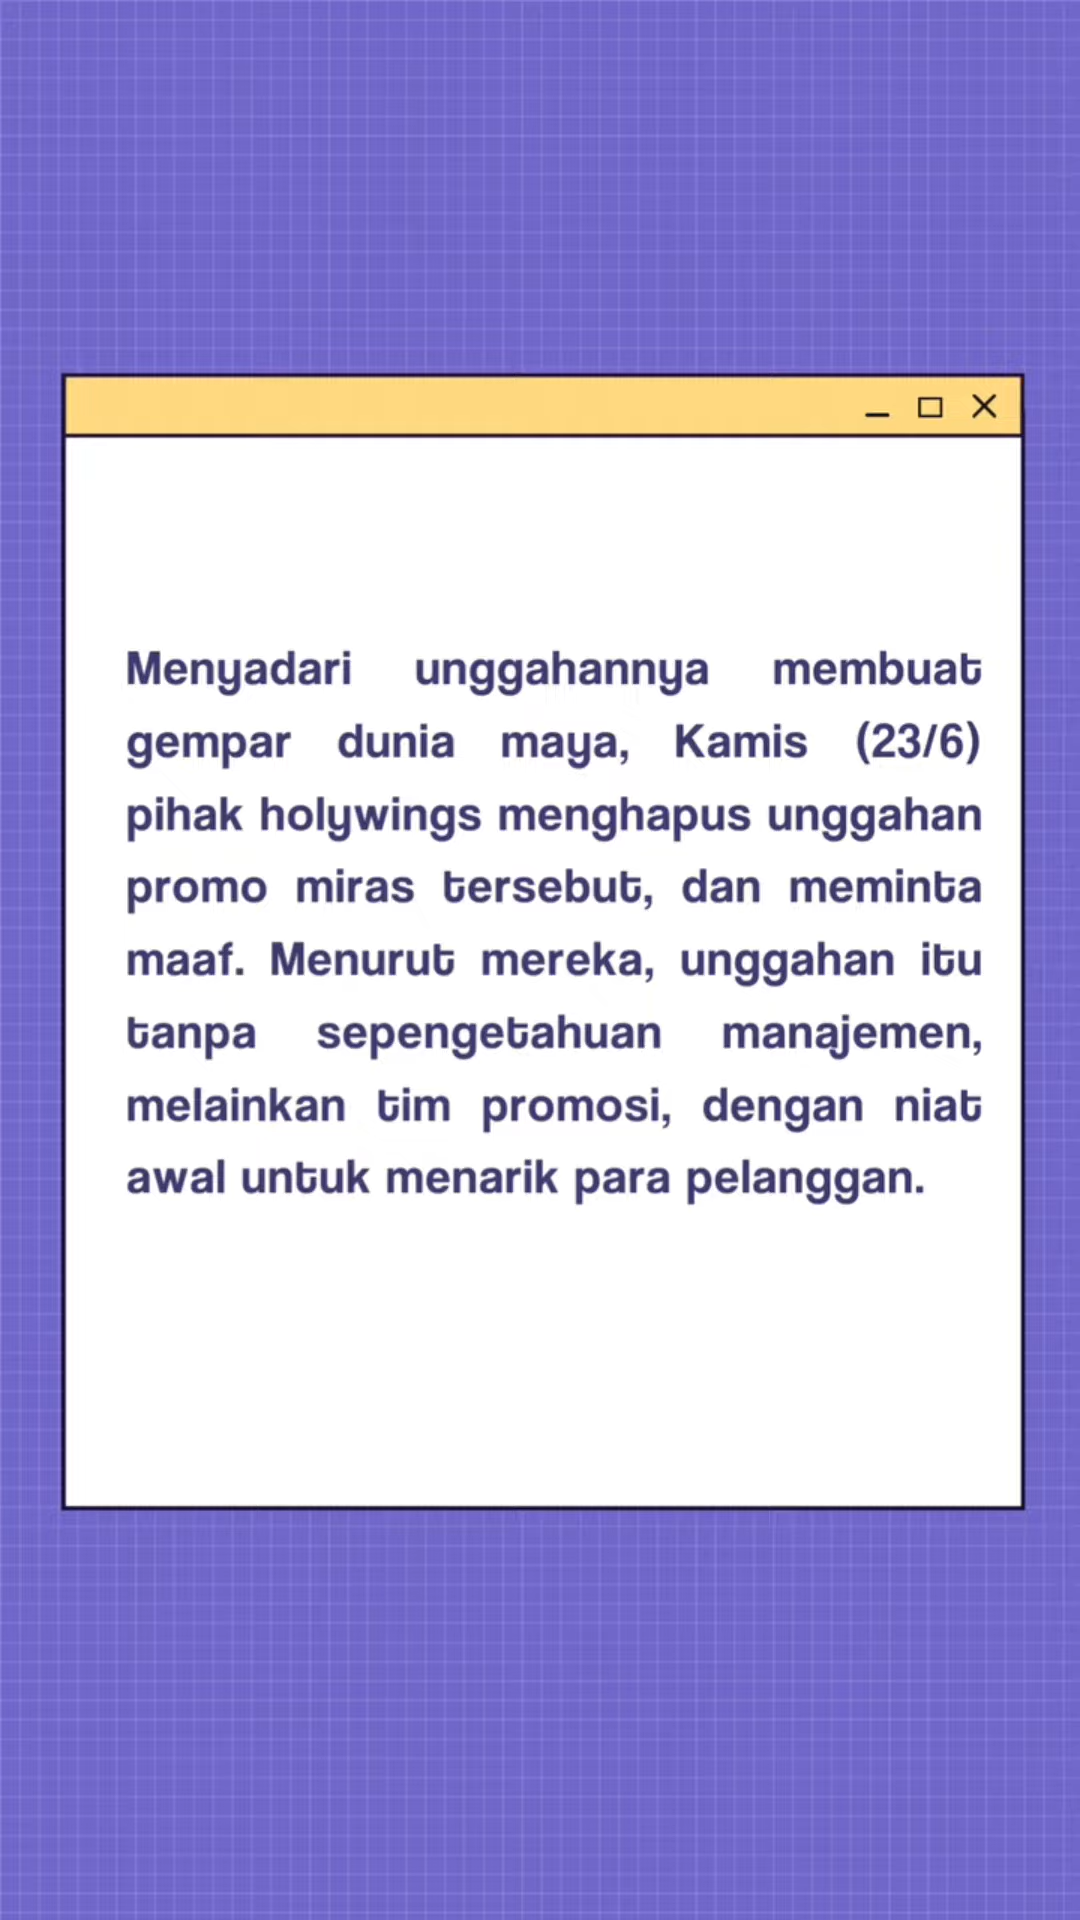 Menyadari unggahannya membuat
gempar dunia maya, Kamis (23/6)
pihak holywings menghapus unggahan
promo miras tersebut, dan meminta
maaf. Menurut mereka, unggahan itu
tanpa sepengetahuan manajemen,
melainkan tim promosi, dengan niat
awal untuk menarik para pelanggan.